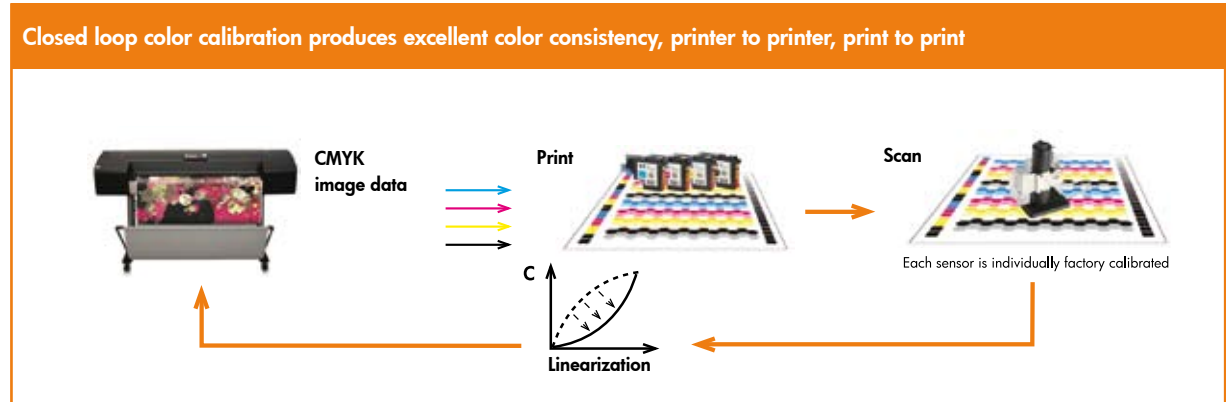 Closed loop color calibration produces excellent color consistency, printer to printer, print to print
CMYK
image data
Print
Scan
Each sensor is individually factory calibrated
C
Linearization